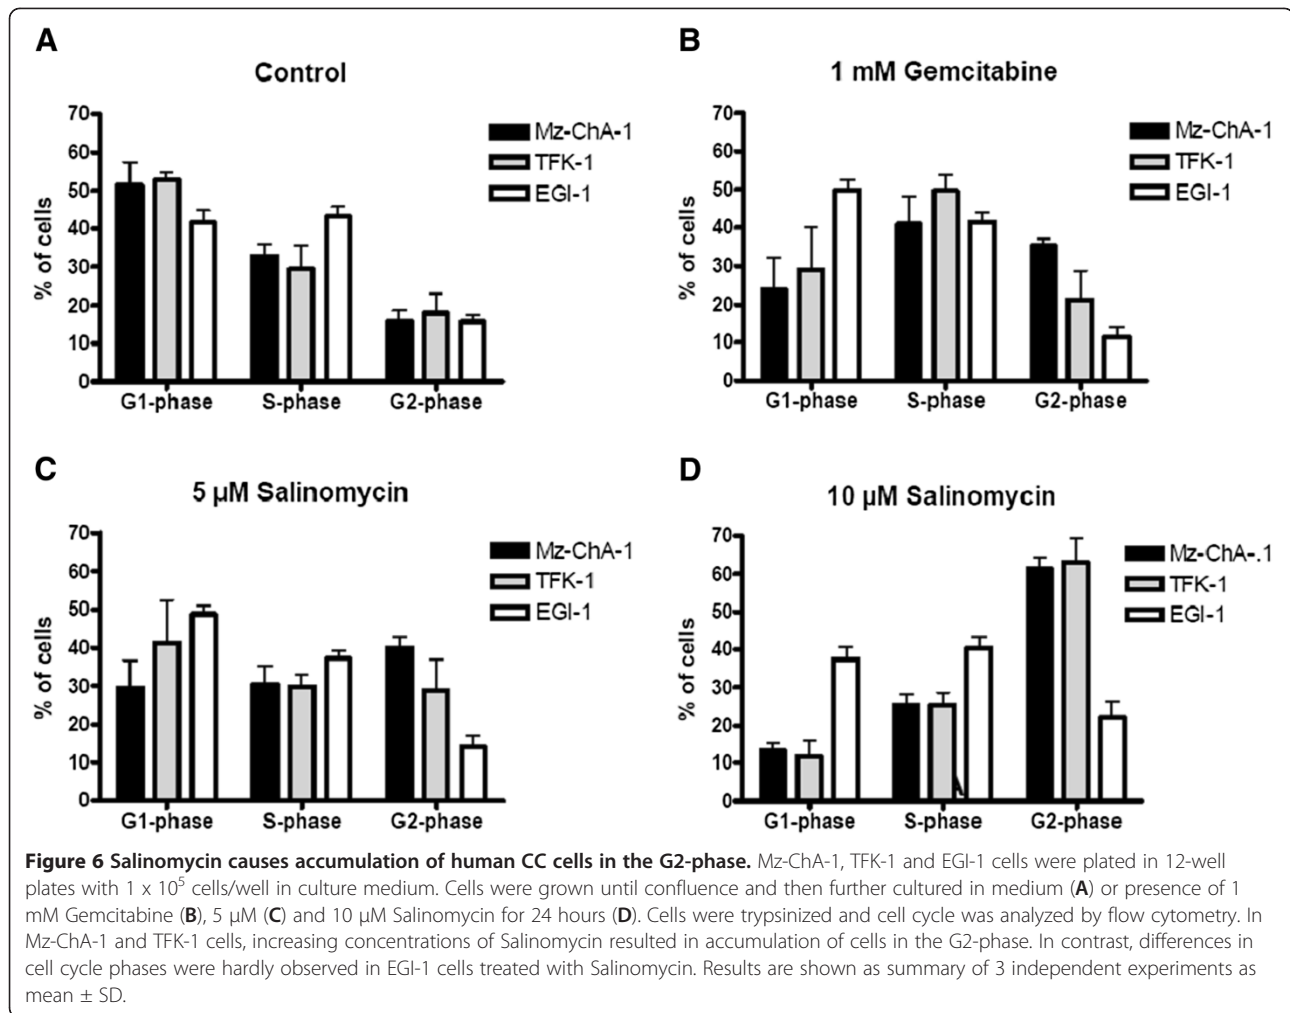 A
Control
70
60
50
40
30
20
10
0
% of cells
G1-phase
S-phase
G2-phase
Mz-ChA-1
TFK-1
EGI-1
B
1 mM Gemcitabine
70
60
50
40
30
20
10
0
% of cells
G1-phase
S-phase
G2-phase
Mz-ChA-1
TFK-1
EGI-1
C
5 µM Salinomycin
70
60
50
40
30
20
10
0
% of cells
G1-phase
S-phase
G2-phase
Mz-ChA-1
TFK-1
EGI-1
D
10 µM Salinomycin
70
60
50
40
30
20
10
0
% of cells
G1-phase
S-phase
G2-phase
Mz-ChA-.1
TFK-1
EGI-1
Figure 6 Salinomycin causes accumulation of human CC cells in the G2-phase. Mz-ChA-1, TFK-1 and EGI-1 cells were plated in 12-well
plates with 1 x 10⁵ cells/well in culture medium. Cells were grown until confluence and then further cultured in medium (A) or presence of 1
mM Gemcitabine (B), 5 µM (C) and 10 µM Salinomycin for 24 hours (D). Cells were trypsinized and cell cycle was analyzed by flow cytometry. In
Mz-ChA-1 and TFK-1 cells, increasing concentrations of Salinomycin resulted in accumulation of cells in the G2-phase. In contrast, differences in
cell cycle phases were hardly observed in EGI-1 cells treated with Salinomycin. Results are shown as summary of 3 independent experiments as
mean ± SD.